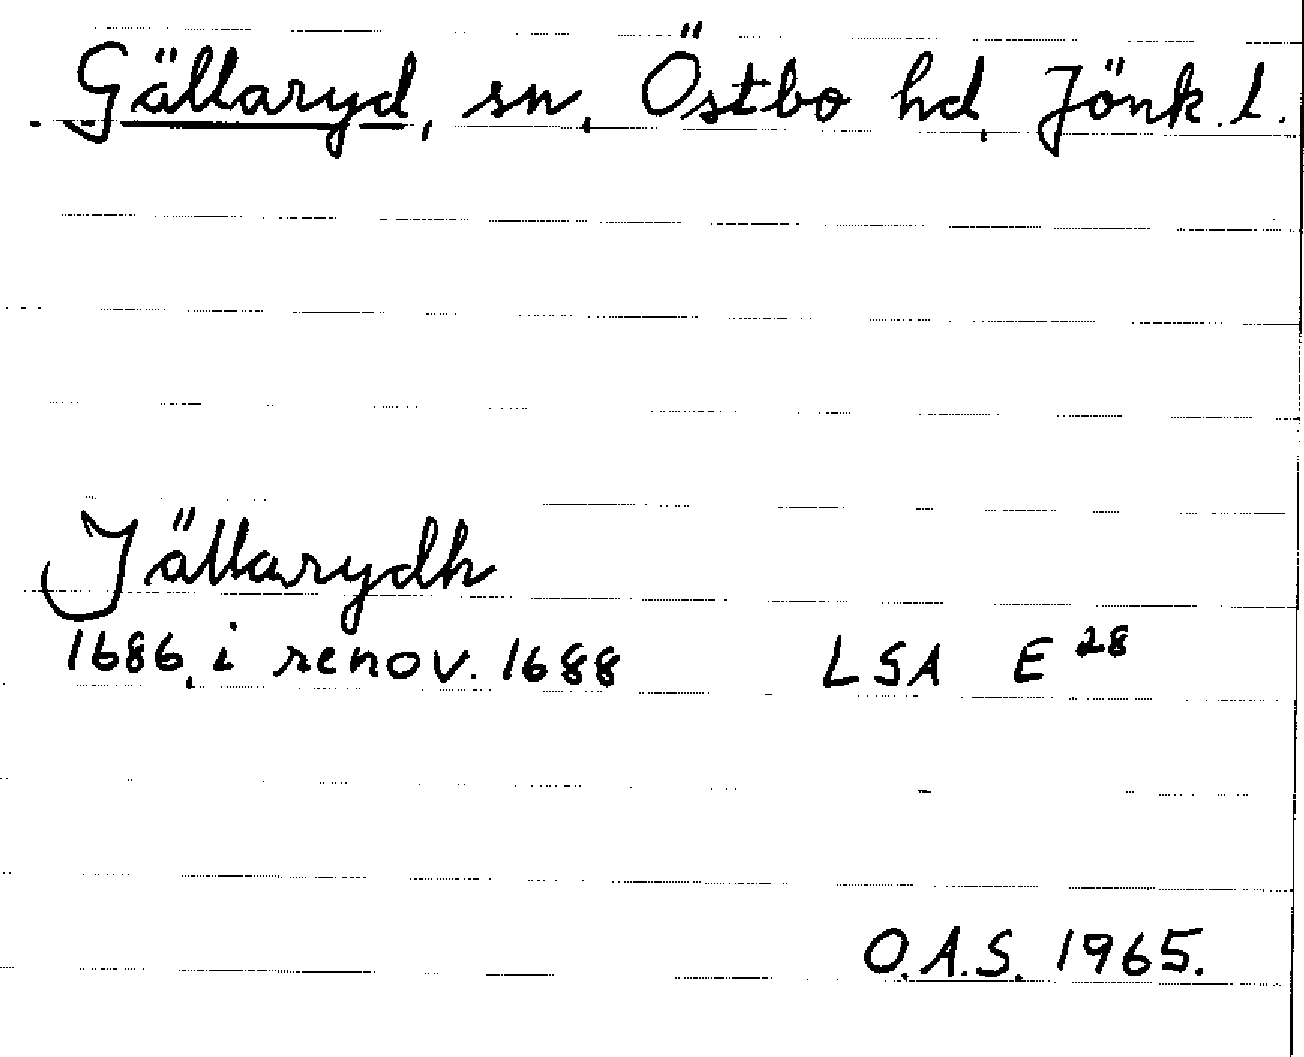 Gällaryd, sn, Östbo hd, Jönk. l.
Jällarydh
1686, i renov. 1688 LSA E 28
O.A.S. 1965.